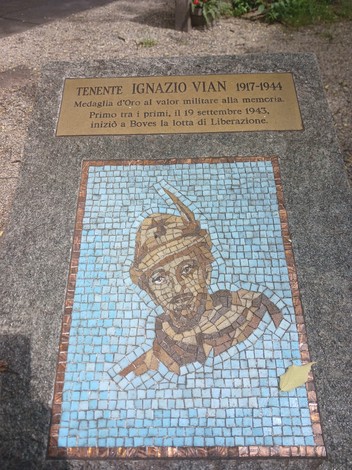 TENENTE IGNAZIO VIAN 1917-1944
Medaglia d'Oro al valor militare alla memoria.
Primo tra i primi, il 19 settembre 1943,
iniziò a Boves la lotta di Liberazione.